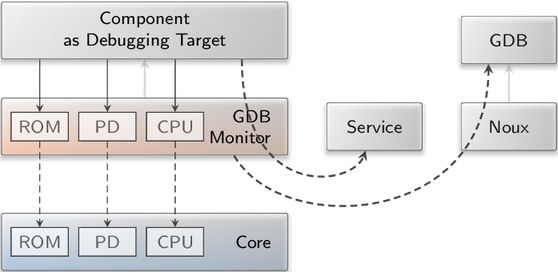 Component
as Debugging Target
GDB
GDB
Monitor
ROM
PD
CPU
Service
Noux
ROM
PD
CPU
Core